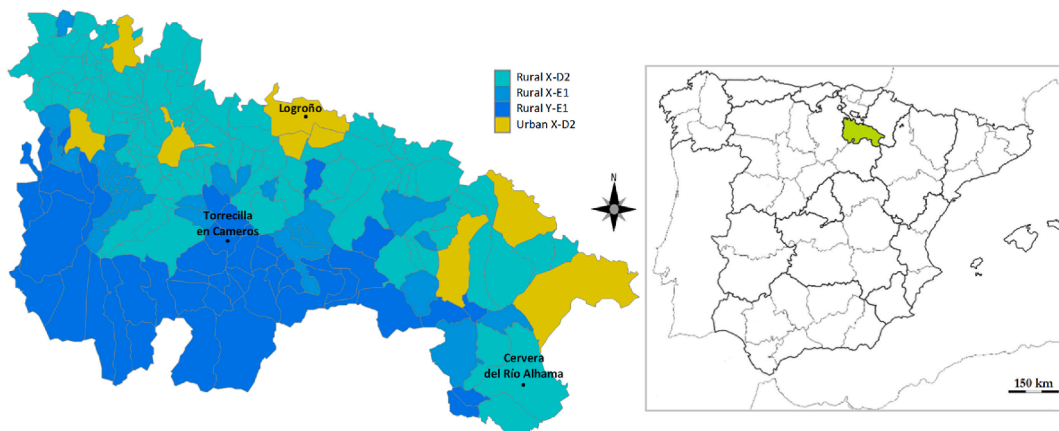 Rural X-D2
Rural X-E1
Rural Y-E1
Urban X-D2
Logroño
Torrecilla
en Cameros
Cervera
del Río Alhama
N
150 km